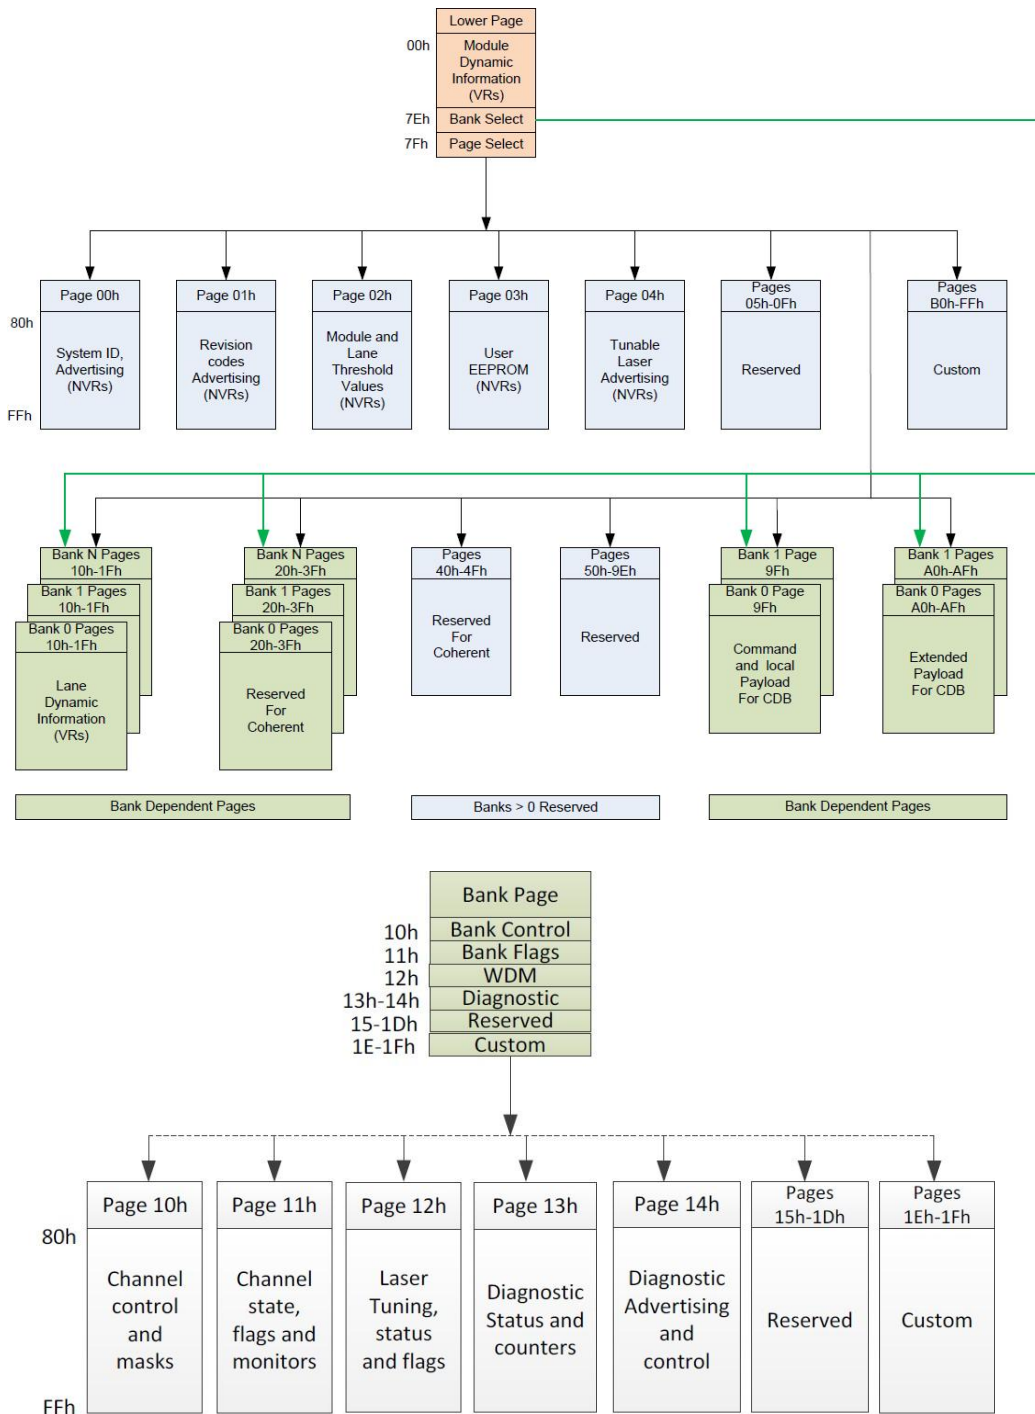 Lower Page
00h
Module
Dynamic
Information
(VRs)
7Eh
Bank Select
7Fh
Page Select
Page 00h
Page 01h
Page 02h
Page 03h
Page 04h
Pages
05h-0Fh
Pages
B0h-FFh
80h
System ID,
Advertising
(NVRs)
Revision
codes
Advertising
(NVRs)
Module and
Lane
Threshold
Values
(NVRs)
User
EEPROM
(NVRs)
Tunable
Laser
Advertising
(NVRs)
Reserved
Custom
FFh
Bank N Pages
10h-1Fh
Bank 1 Pages
10h-1Fh
Bank 0 Pages
10h-1Fh
Lane
Dynamic
Information
(VRs)
Bank N Pages
20h-3Fh
Bank 1 Pages
20h-3Fh
Bank 0 Pages
20h-3Fh
Reserved
For
Coherent
Pages
40h-4Fh
Reserved
For
Coherent
Pages
50h-9Eh
Reserved
Bank 1 Page
9Fh
Bank 0 Page
9Fh
Command
and local
Payload
For CDB
Bank 1 Pages
A0h-AFh
Bank 0 Pages
A0h-AFh
Extended
Payload
For CDB
Bank Dependent Pages
Banks > 0 Reserved
Bank Dependent Pages
Bank Page
10h
Bank Control
11h
Bank Flags
12h
WDM
13h-14h
Diagnostic
15-1Dh
Reserved
1E-1Fh
Custom
Page 10h
Page 11h
Page 12h
Page 13h
Page 14h
Pages
15h-1Dh
Pages
1Eh-1Fh
80h
Channel
control
and
masks
Channel
state,
flags and
monitors
Laser
Tuning,
status
and flags
Diagnostic
Status and
counters
Diagnostic
Advertising
and
control
Reserved
Custom
FFh